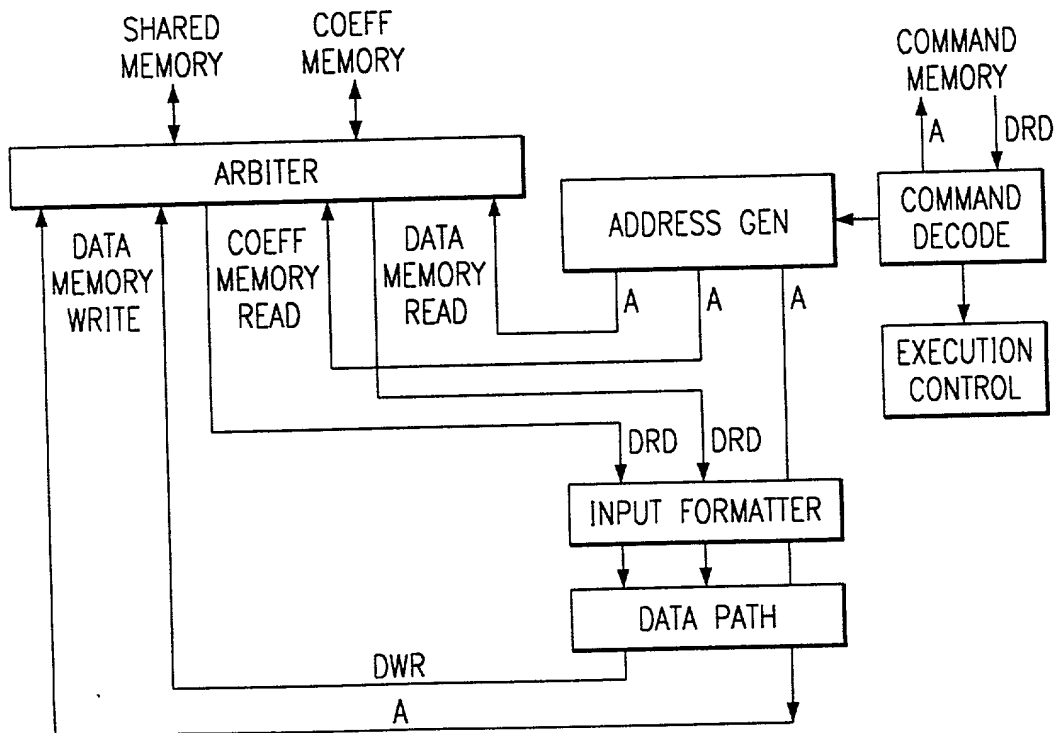 SHARED
MEMORY
COEFF
MEMORY
COMMAND
MEMORY
A
DRD
ARBITER
ADDRESS GEN
COMMAND
DECODE
DATA
MEMORY
WRITE
COEFF
MEMORY
READ
DATA
MEMORY
READ
A
A
A
EXECUTION
CONTROL
DRD
DRD
INPUT FORMATTER
DATA PATH
DWR
A